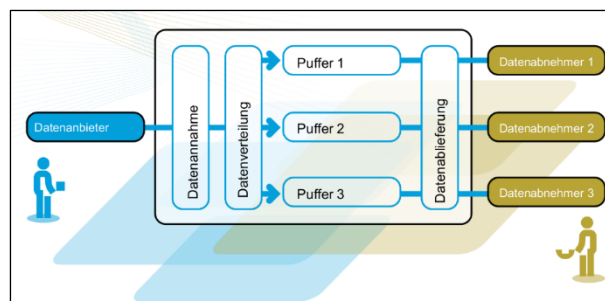 Datenanbieter
Datenannahme
Datenverteilung
Puffer 1
Puffer 2
Puffer 3
Datenablieferung
Datenabnehmer 1
Datenabnehmer 2
Datenabnehmer 3